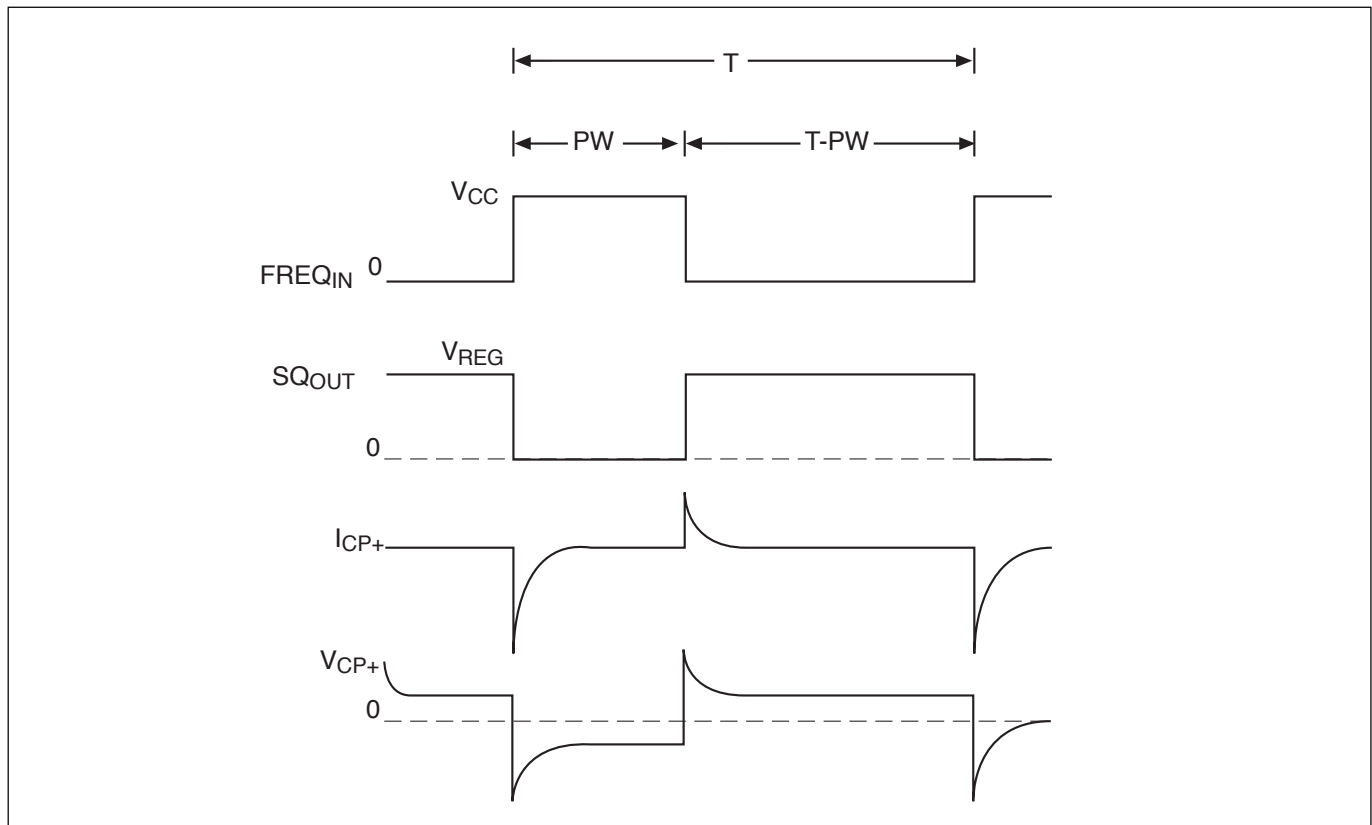 T
PW T-PW
VCC
FREQIN 0
VREG
SQOUT
0
ICP+
VCP+
0